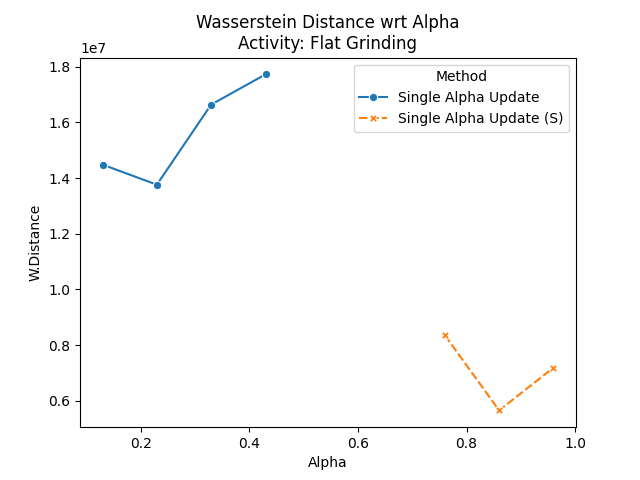 Wasserstein Distance wrt Alpha
Activity: Flat Grinding
1e7
1.8
1.6
1.4
1.2
1.0
0.8
0.6
W.Distance
Method
Single Alpha Update
Single Alpha Update (S)
0.2
0.4
0.6
0.8
1.0
Alpha